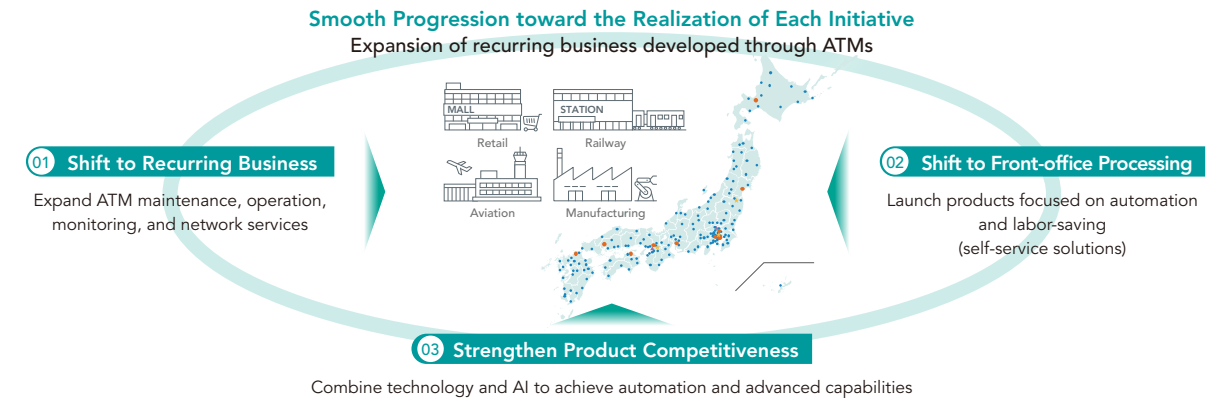 Smooth Progression toward the Realization of Each Initiative
Expansion of recurring business developed through ATMs
MALL
STATION
Retail
Railway
Aviation
Manufacturing
01 Shift to Recurring Business
Expand ATM maintenance, operation,
monitoring, and network services
02 Shift to Front-office Processing
Launch products focused on automation
and labor-saving
(self-service solutions)
03 Strengthen Product Competitiveness
Combine technology and AI to achieve automation and advanced capabilities